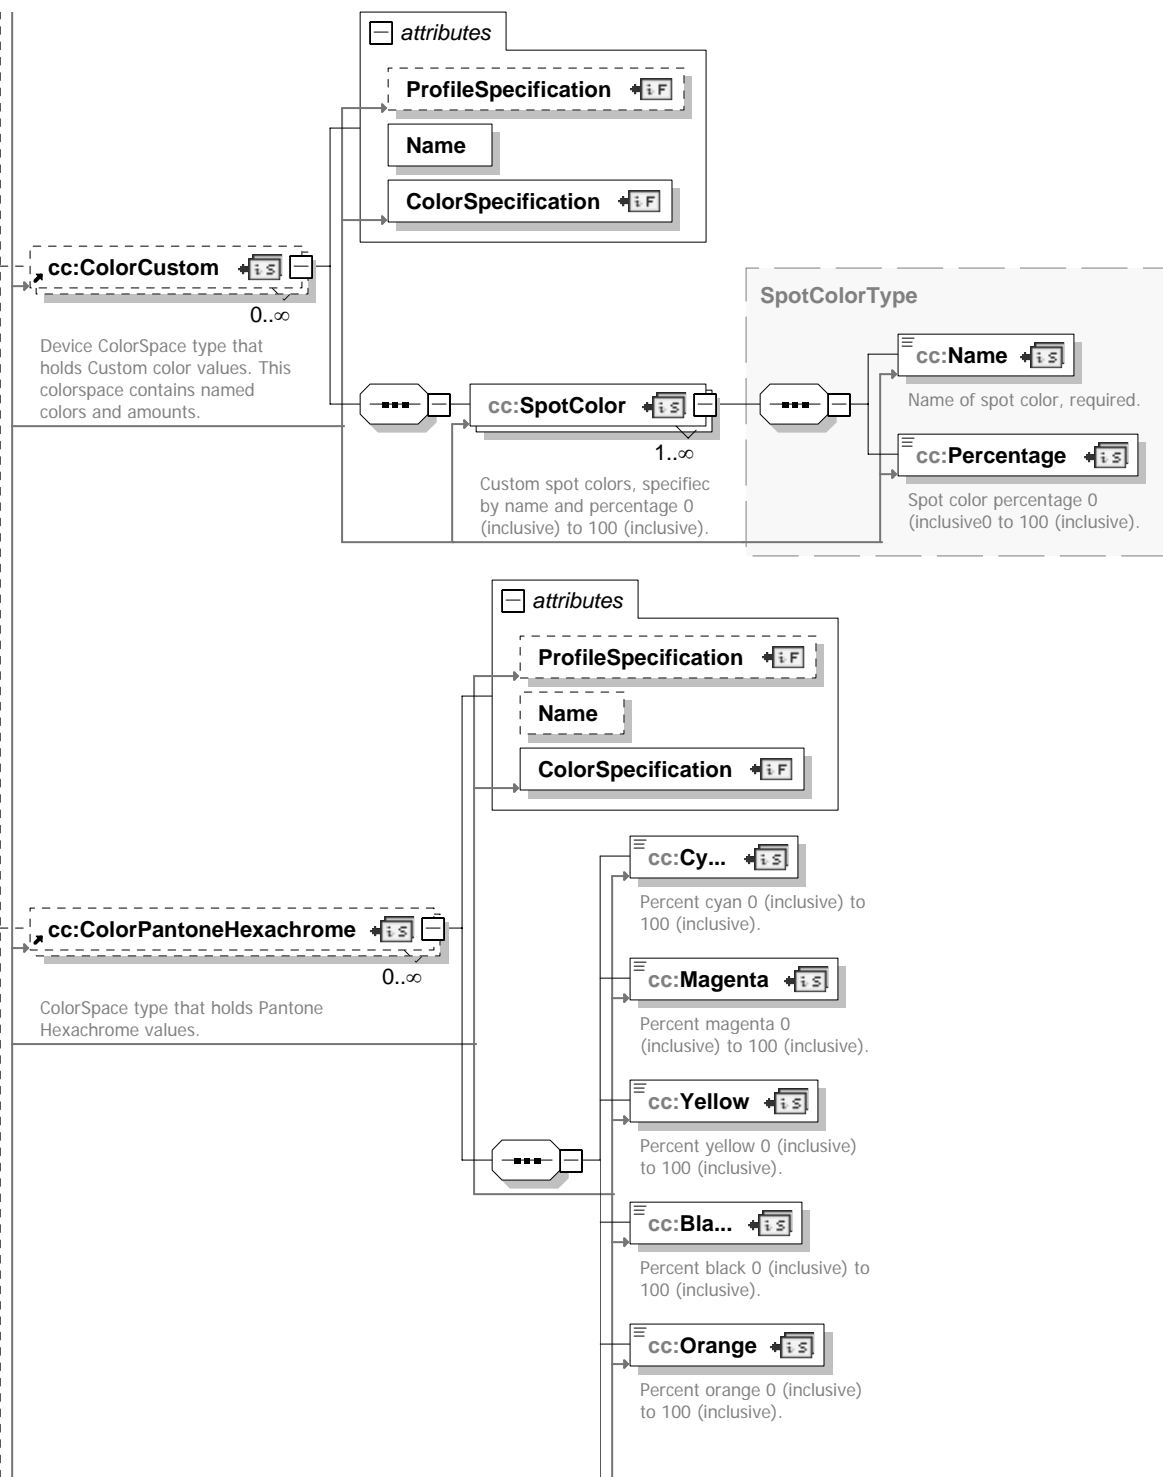 attributes
ProfileSpecification
Name
ColorSpecification
cc:ColorCustom
0..∞
Device ColorSpace type that
holds Custom color values. This
colorspace contains named
colors and amounts.
cc:SpotColor
1..∞
Custom spot colors, specifiec
by name and percentage 0
(inclusive) to 100 (inclusive).
SpotColorType
cc:Name
Name of spot color, required.
cc:Percentage
Spot color percentage 0
(inclusive0 to 100 (inclusive).
attributes
ProfileSpecification
Name
ColorSpecification
cc:ColorPantoneHexachrome
0..∞
ColorSpace type that holds Pantone
Hexachrome values.
cc:Cy...
Percent cyan 0 (inclusive) to
100 (inclusive).
cc:Magenta
Percent magenta 0
(inclusive) to 100 (inclusive).
cc:Yellow
Percent yellow 0 (inclusive)
to 100 (inclusive).
cc:Bla...
Percent black 0 (inclusive) to
100 (inclusive).
cc:Orange
Percent orange 0 (inclusive)
to 100 (inclusive).